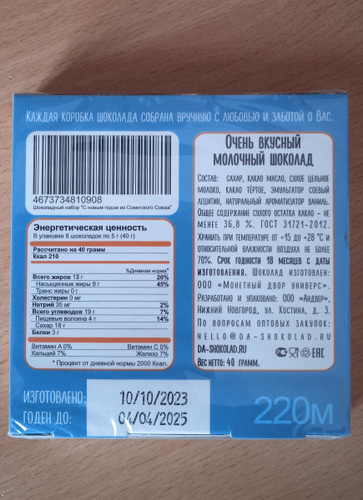 Каждая коробка шоколада собрана вручную с любовью и заботой о Вас.
4673734810908
Шоколадный набор "С новым годом из Советского Союза"
Энергетическая ценность
В упаковке 8 шоколадок по 5 г (40 г)
Рассчитано на 40 грамм
Ккал 210
%Дневная норма*
Всего жиров 13 г 20%
Насыщенные жиры 9 г 45%
Транс жиры 0 г
Холестерин 0 мг
Натрий 35 мг 2%
Всего углеводов 19 г 7%
Пищевые волокна 4 г 14%
Сахар 18 г
Белки 3 г
Витамин А 0% Витамин С 0%
Кальций 7% Железо 7%
* Процент от дневной нормы 2000 Ккал.
Очень вкусный
молочный шоколад
Состав: сахар, какао масло, сухое цельное
молоко, какао тёртое, эмульгатор соевый
лецитин, натуральный ароматизатор ваниль.
Общее содержание сухого остатка какао – не
менее 36,8 %. ГОСТ 31721-2012.
Хранить при температуре от +15 до +28 °С и
относительной влажности воздуха не более
70%. Срок годности 18 месяцев с даты
изготовления. Шоколад изготовлен:
ООО «Монетный двор универс».
Разработано и упаковано: ООО «Андвер»,
Нижний Новгород, ул. Костина, д. 3.
По вопросам оптовых закупок:
HELLO@DA-SHOKOLAD.RU
DA-SHOKOLAD.RU
Вес нетто: 40 грамм.
EAC
Изготовлено: 10/10/2023
Годен до: 04/04/2025
220м